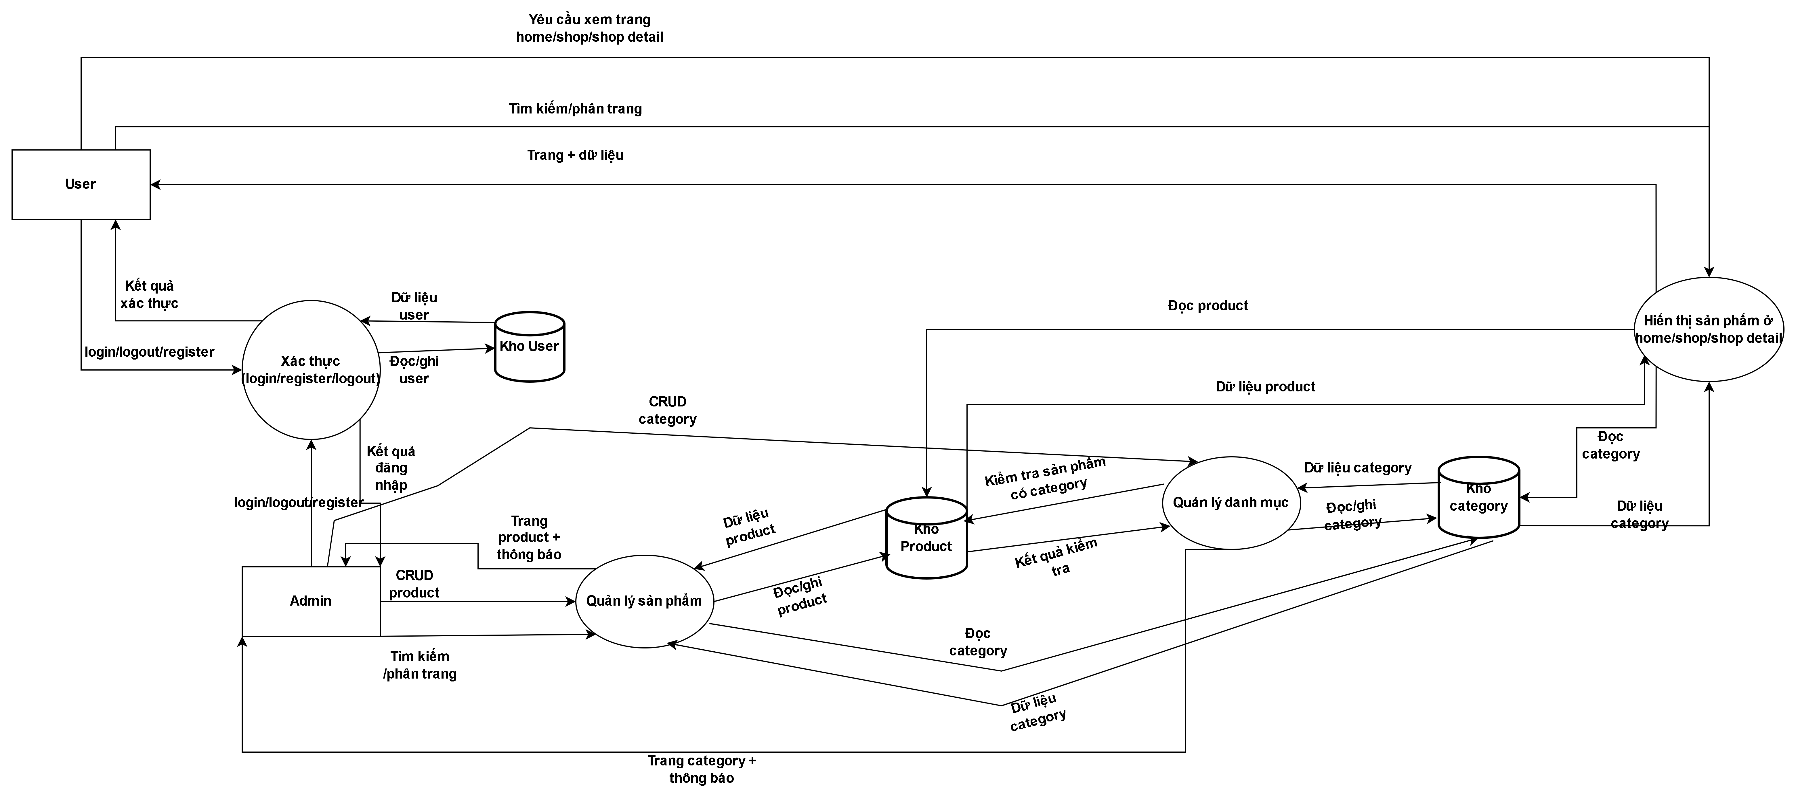 Yêu cầu xem trang
home/shop/shop detail
Tìm kiếm/phân trang
Trang + dữ liệu
User
Kết quả
xác thực
Dữ liệu
user
Kho User
Đọc product
Hiển thị sản phẩm ở
home/shop/shop detail
login/logout/register
Xác thực
(login/register/logout)
Đọc/ghi
user
Dữ liệu product
CRUD
category
Kết quả
đăng
nhập
Đọc
category
Kiểm tra sản phẩm
có category
Dữ liệu category
Kho
category
login/logout/register
Quản lý danh mục
Đọc/ghi
category
Dữ liệu
category
Trang
product +
thông báo
Dữ liệu
product
Kho
Product
Kết quả kiểm
tra
CRUD
product
Admin
Quản lý sản phẩm
Đọc/ghi
product
Đọc
category
Tìm kiếm
/phân trang
Dữ liệu
category
Trang category +
thông báo